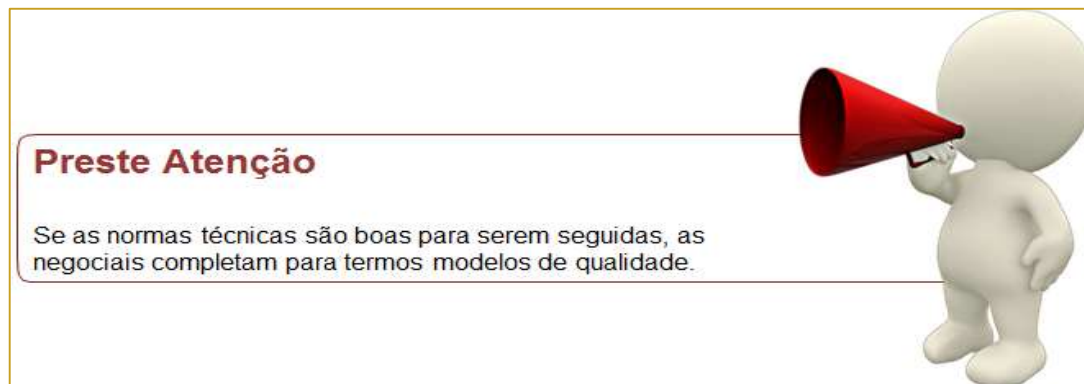 Preste Atenção
Se as normas técnicas são boas para serem seguidas, as
negociais completam para termos modelos de qualidade.